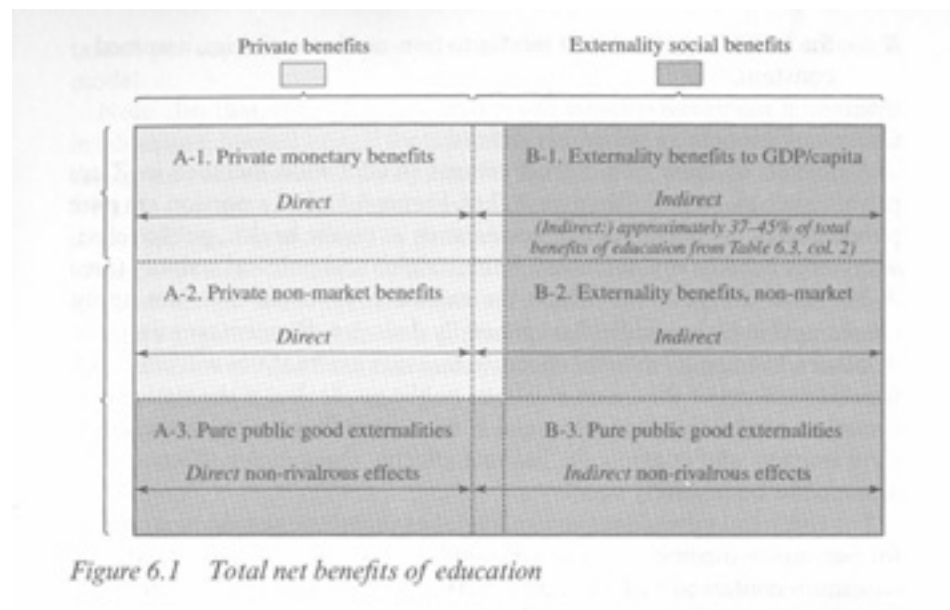 Private benefits
Externality social benefits
A-1. Private monetary benefits
B-1. Externality benefits to GDP/capita
Direct
Indirect
(Indirect:) approximately 37–45% of total
benefits of education from Table 6.3, col. 2)
A-2. Private non-market benefits
B-2. Externality benefits, non-market
Direct
Indirect
A-3. Pure public good externalities
B-3. Pure public good externalities
Direct non-rivalrous effects
Indirect non-rivalrous effects
Figure 6.1 Total net benefits of education